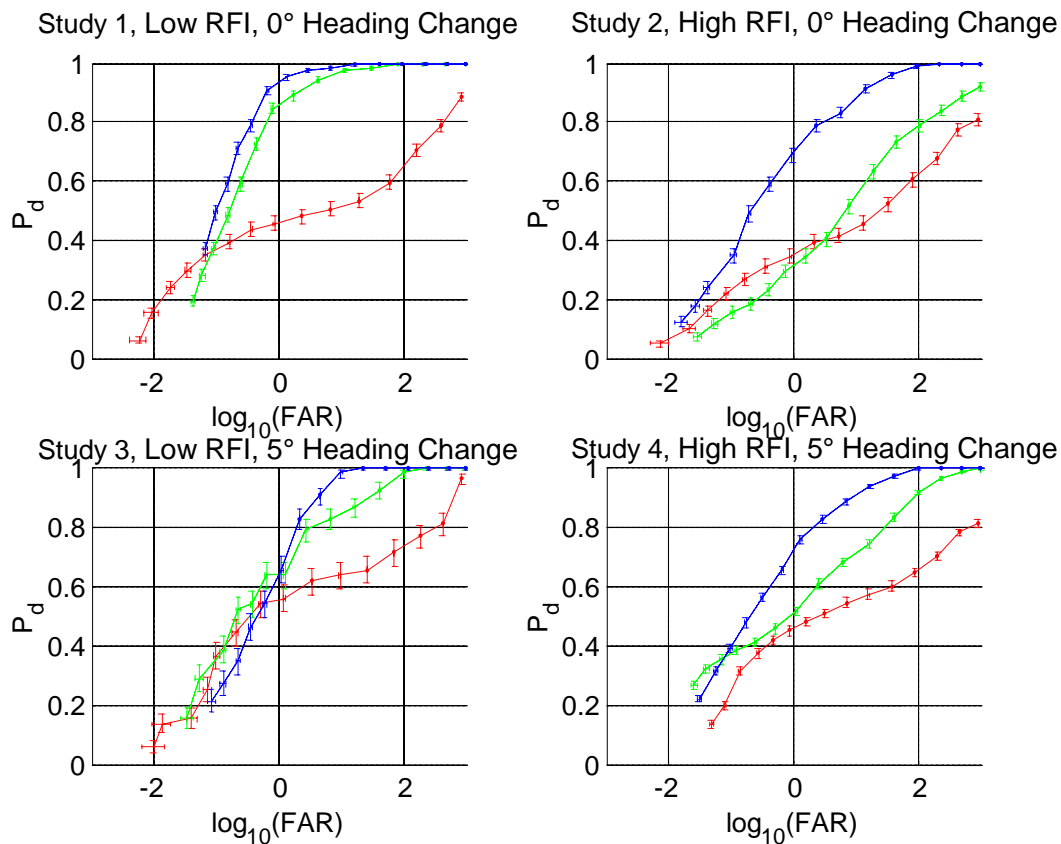 Study 1, Low RFI, 0° Heading Change
1
0.8
0.6
0.4
0.2
0
P_d
-2 0 2
log10(FAR)
Study 2, High RFI, 0° Heading Change
1
0.8
0.6
0.4
0.2
0
P_d
-2 0 2
log10(FAR)
Study 3, Low RFI, 5° Heading Change
1
0.8
0.6
0.4
0.2
0
P_d
-2 0 2
log10(FAR)
Study 4, High RFI, 5° Heading Change
1
0.8
0.6
0.4
0.2
0
P_d
-2 0 2
log10(FAR)